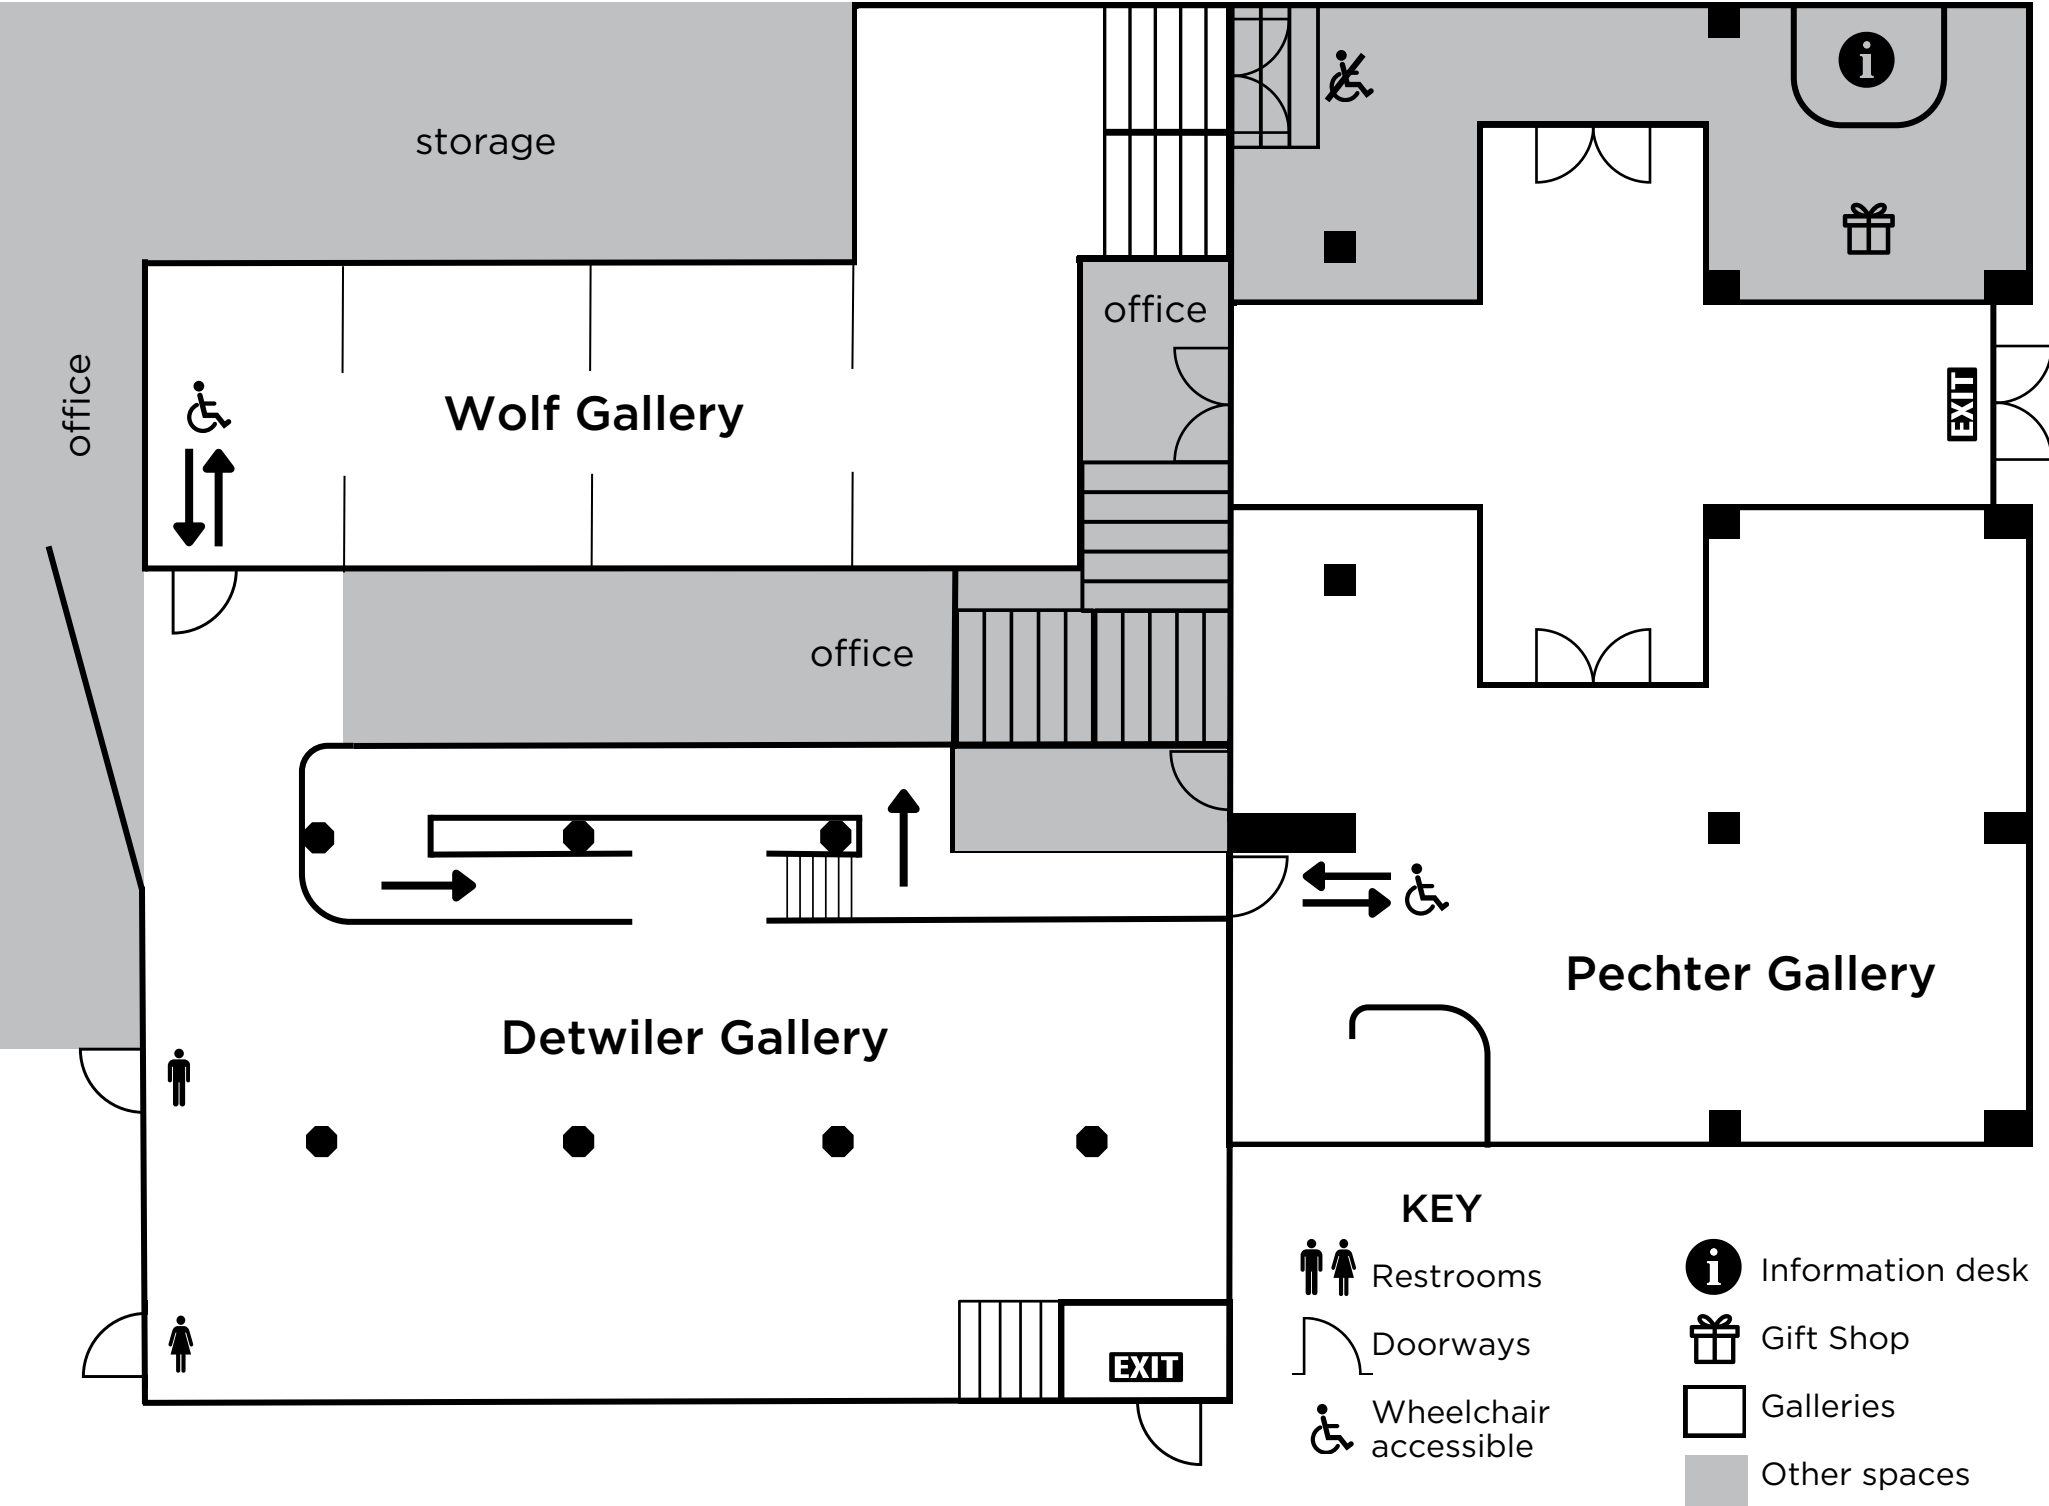 storage
office
office
Wolf Gallery
EXIT
office
Pechter Gallery
Detwiler Gallery
EXIT
KEY
Restrooms
Doorways
Wheelchair
accessible
i
Information desk
Gift Shop
Galleries
Other spaces
i